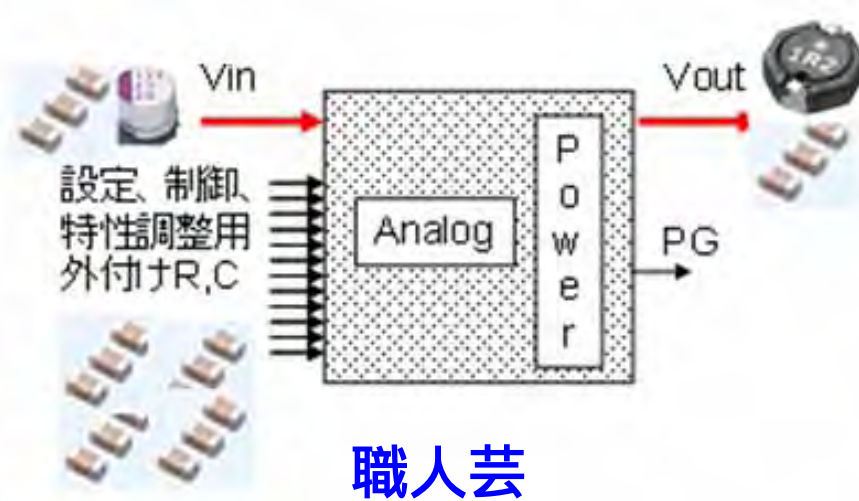 Vin
Vout
1R2
設定、制御、
特性調整用
外付けR,C
Analog
Power
PG
職人芸